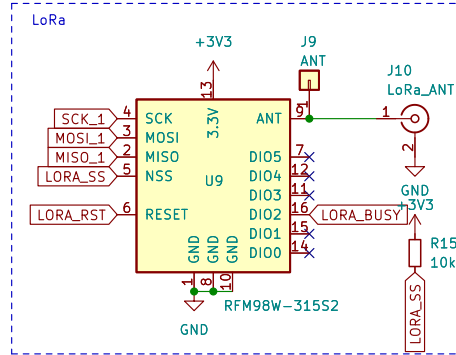 LoRa
+3V3
J9
ANT
J10
LoRa_ANT
13
3.3V
SCK_1
4
SCK
ANT
9
1
1
MOSI_1
3
MOSI
MISO_1
2
MISO
2
LORA_SS
5
NSS
DIO5
7
DIO4
12
DIO3
11
U9
GND
+3V3
LORA_RST
6
RESET
DIO2
16
LORA_BUSY
DIO1
15
DIO0
14
R15
10k
GND
GND
GND
1
8
10
LORA_SS
RFM98W-315S2
GND